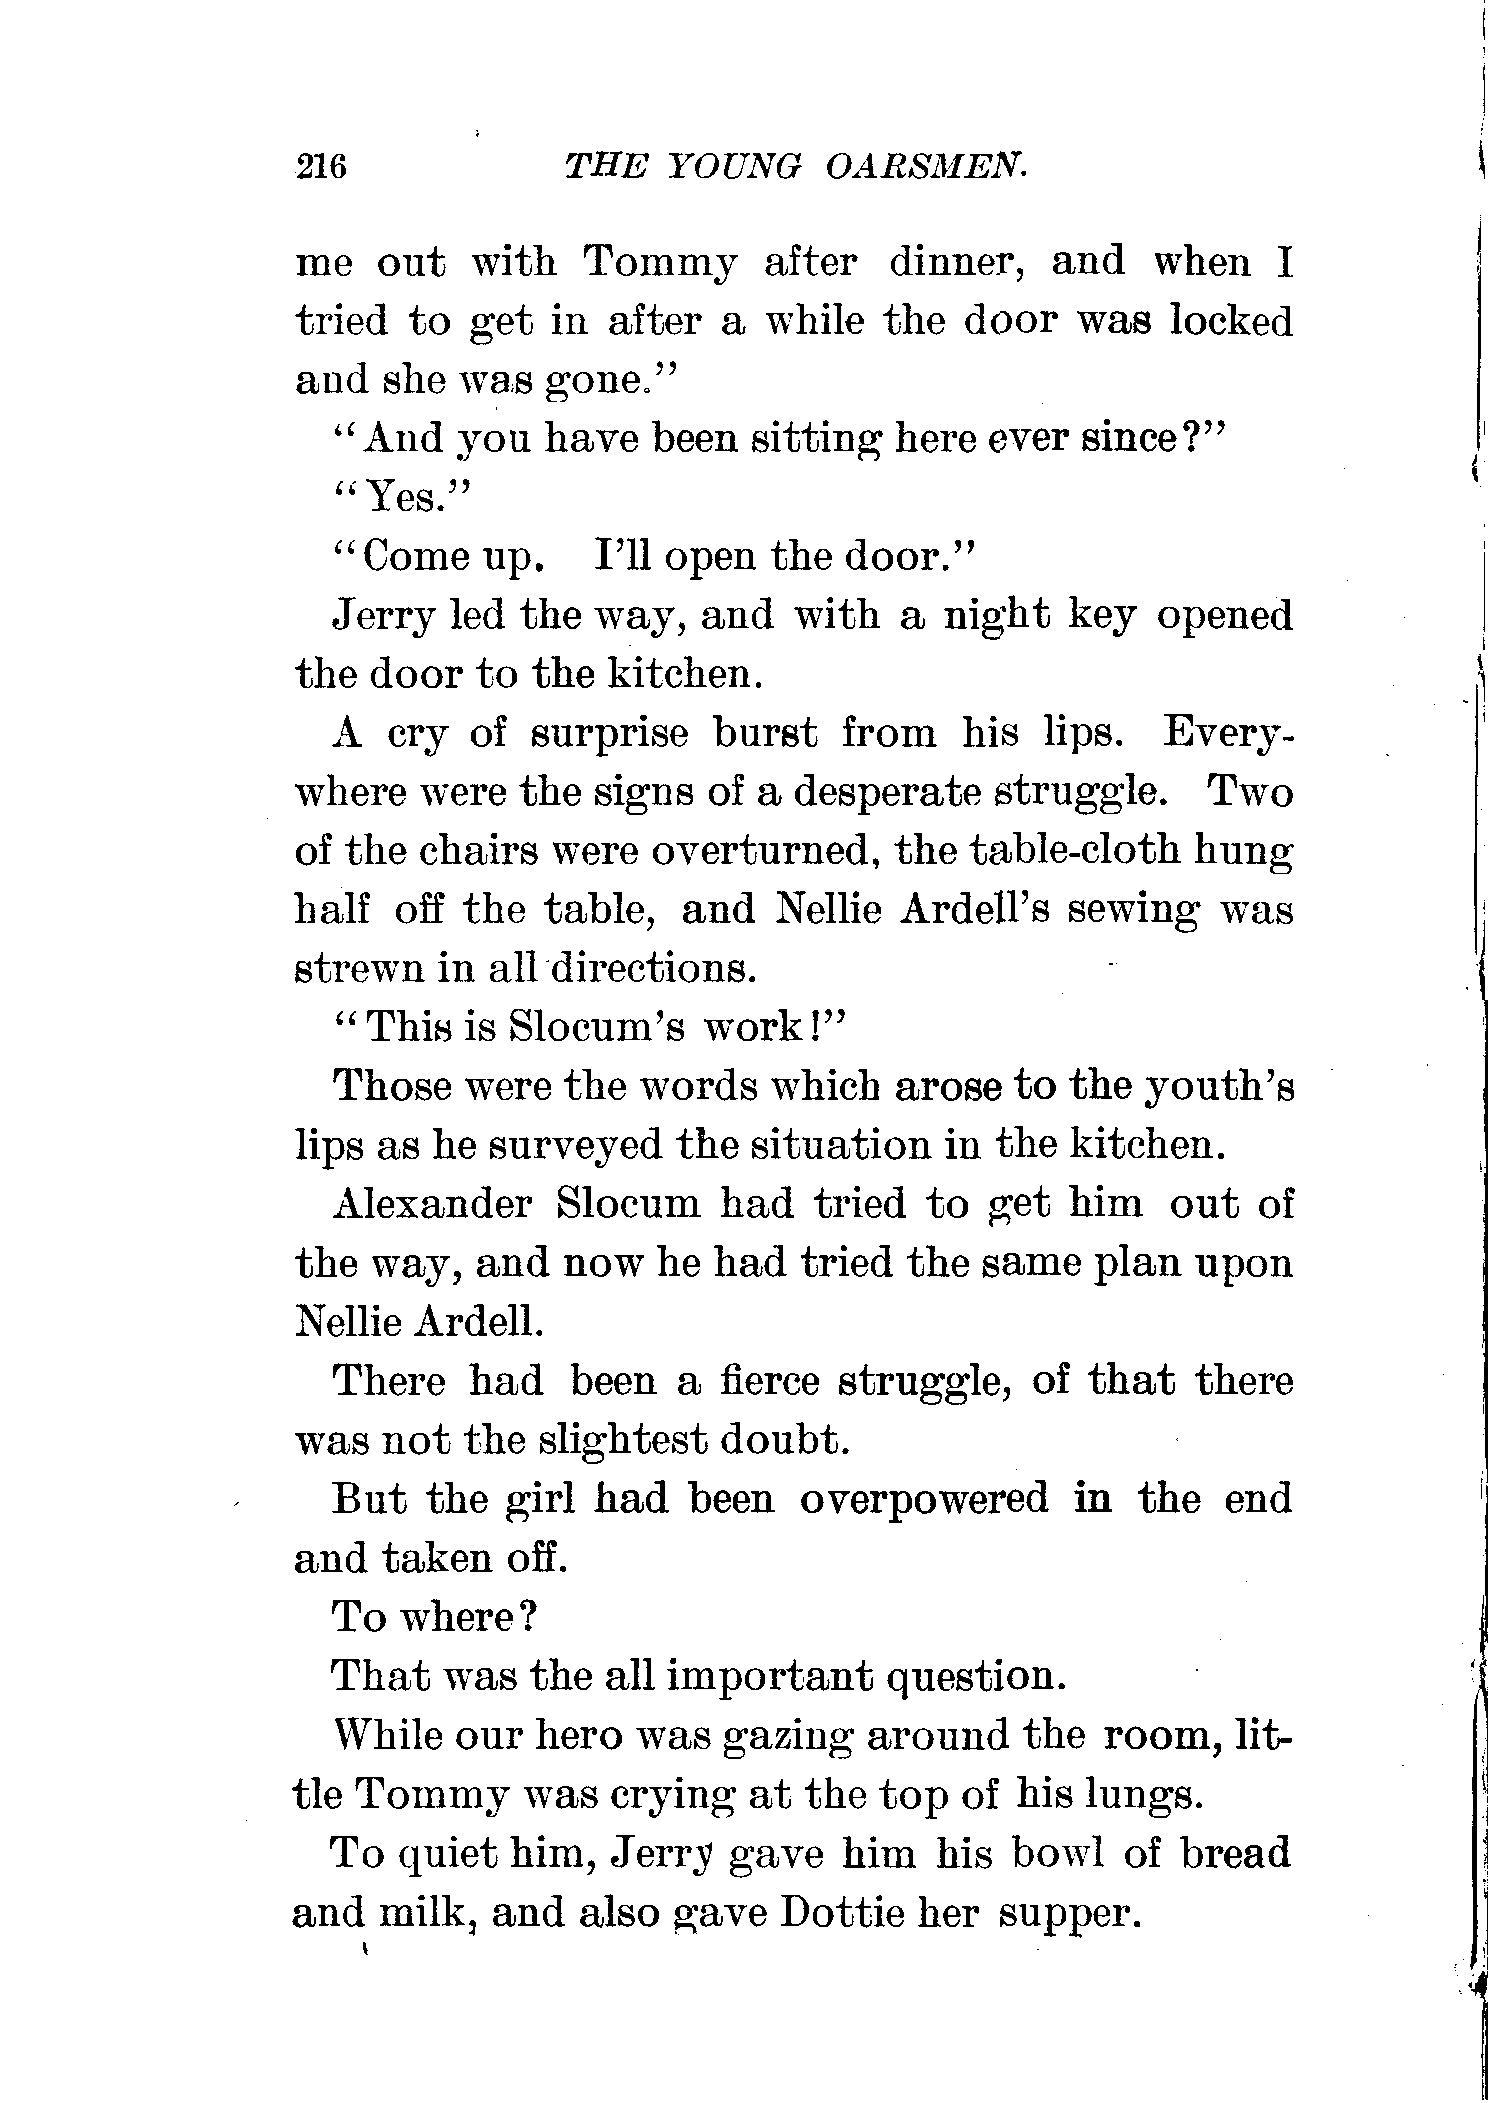 216 THE YOUNG OARSMEN.
me out with Tommy after dinner, and when I
tried to get in after a while the door was locked
and she was gone."
"And you have been sitting here ever since?"
"Yes."
"Come up. I'll open the door."
Jerry led the way, and with a night key opened
the door to the kitchen.
A cry of surprise burst from his lips. Every-
where were the signs of a desperate struggle. Two
of the chairs were overturned, the table-cloth hung
half off the table, and Nellie Ardell's sewing was
strewn in all directions.
"This is Slocum's work!"
Those were the words which arose to the youth's
lips as he surveyed the situation in the kitchen.
Alexander Slocum had tried to get him out of
the way, and now he had tried the same plan upon
Nellie Ardell.
There had been a fierce struggle, of that there
was not the slightest doubt.
But the girl had been overpowered in the end
and taken off.
To where?
That was the all important question.
While our hero was gazing around the room, lit-
tle Tommy was crying at the top of his lungs.
To quiet him, Jerry gave him his bowl of bread
and milk, and also gave Dottie her supper.